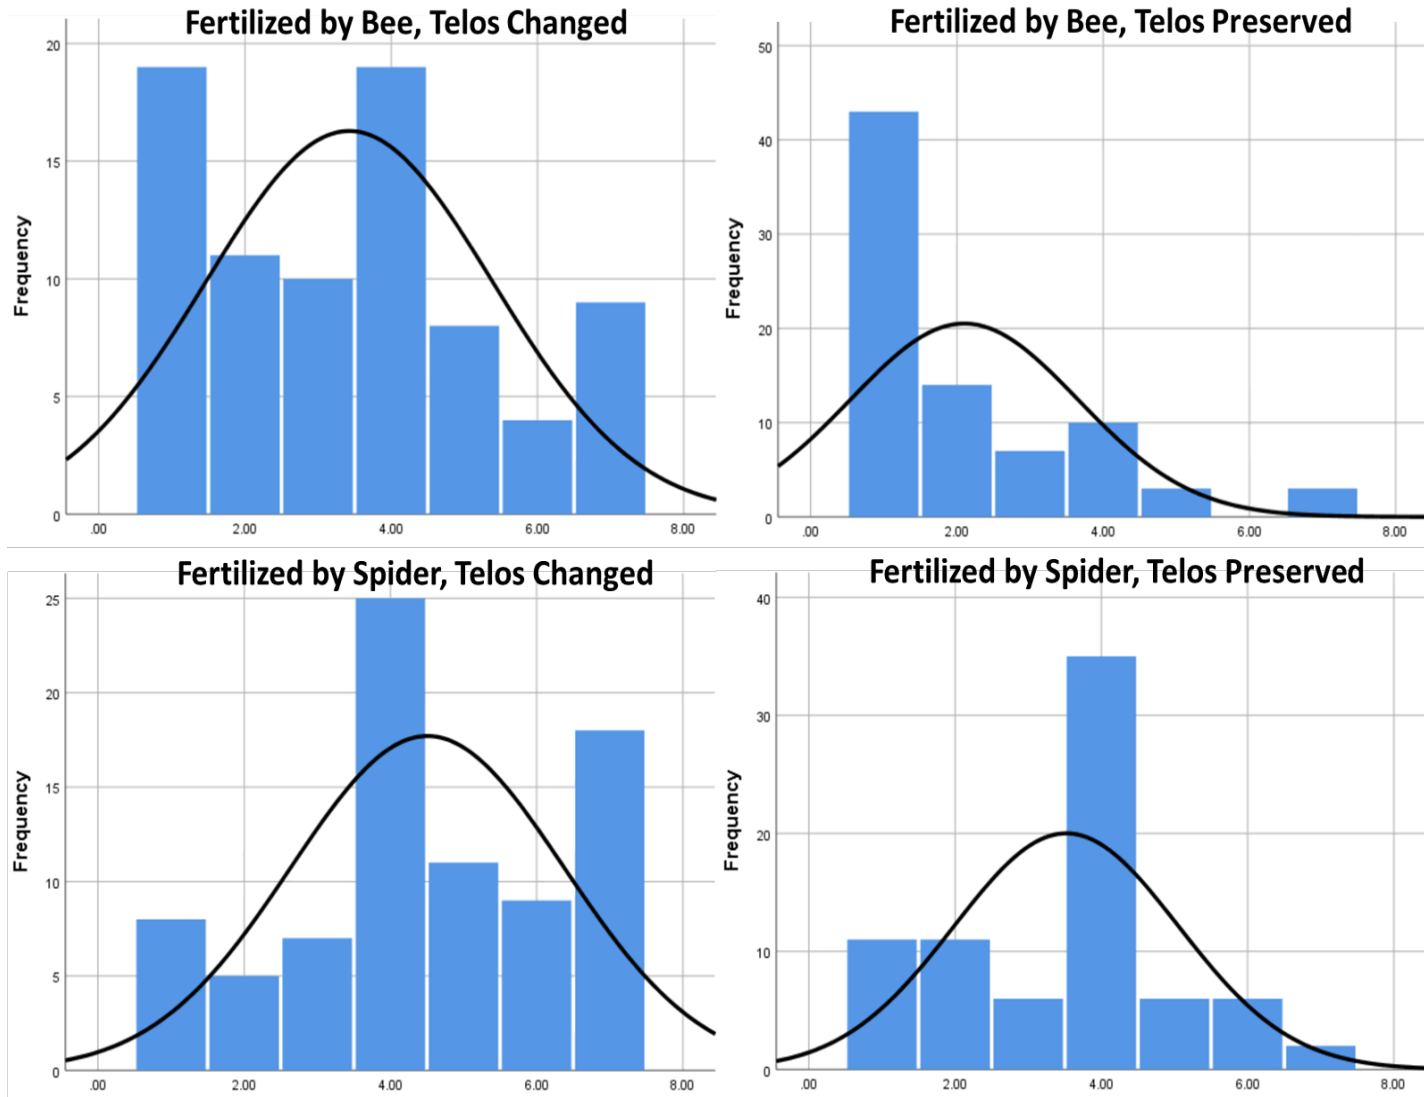 Fertilized by Bee, Telos Changed
20
15
10
5
0
Frequency
.00 2.00 4.00 6.00 8.00
Fertilized by Bee, Telos Preserved
50
40
30
20
10
0
Frequency
.00 2.00 4.00 6.00 8.00
Fertilized by Spider, Telos Changed
25
20
15
10
5
0
Frequency
.00 2.00 4.00 6.00 8.00
Fertilized by Spider, Telos Preserved
40
30
20
10
0
Frequency
.00 2.00 4.00 6.00 8.00